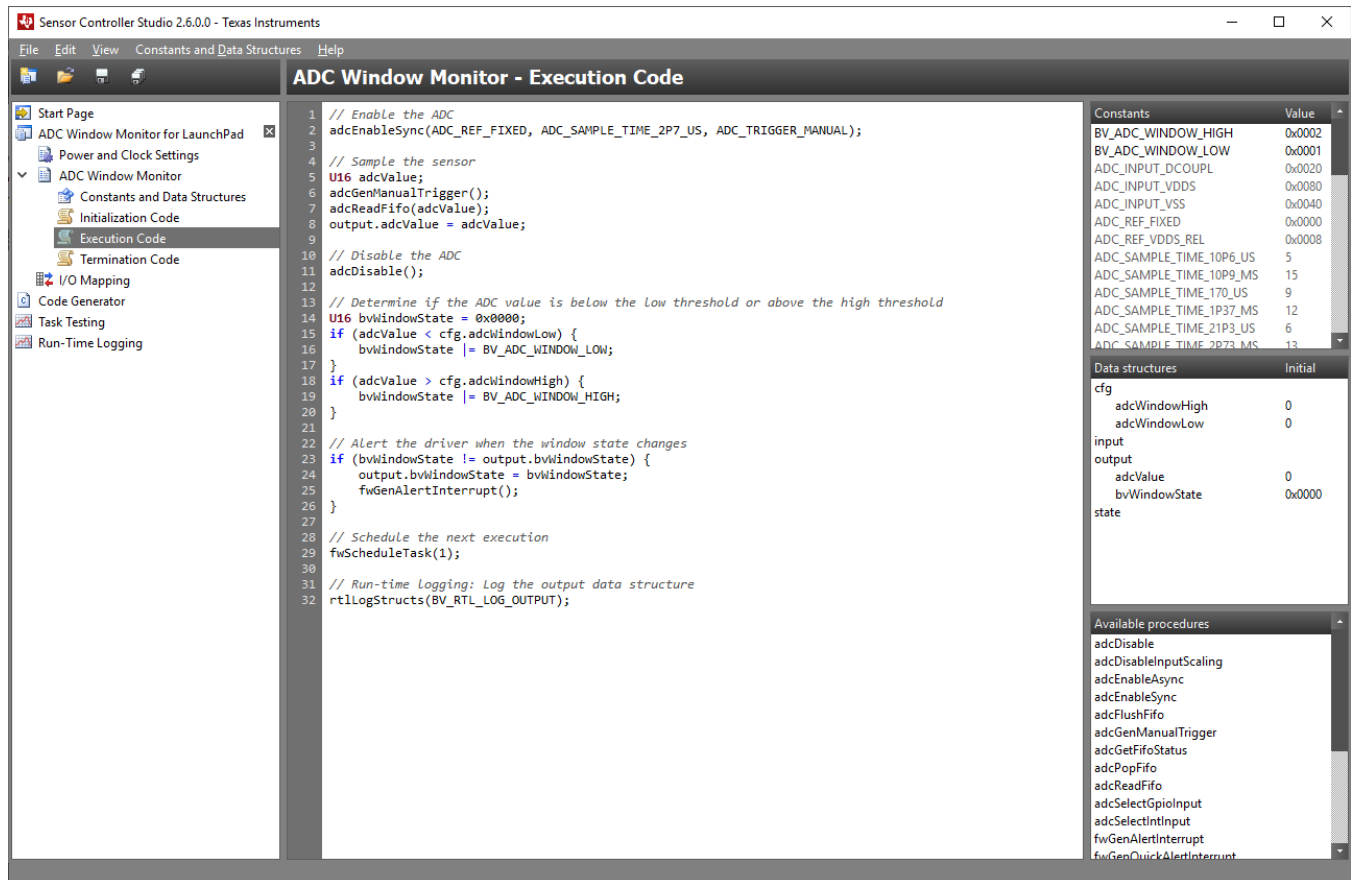 Sensor Controller Studio 2.6.0.0 - Texas Instruments
File Edit View Constants and Data Structures Help
ADC Window Monitor - Execution Code
Start Page
ADC Window Monitor for LaunchPad
Power and Clock Settings
ADC Window Monitor
Constants and Data Structures
Initialization Code
Execution Code
Termination Code
I/O Mapping
Code Generator
Task Testing
Run-Time Logging
1 // Enable the ADC
2 adcEnableSync(ADC_REF_FIXED, ADC_SAMPLE_TIME_2P7_US, ADC_TRIGGER_MANUAL);
3
4 // Sample the sensor
5 U16 adcValue;
6 adcGenManualTrigger();
7 adcReadFifo(adcValue);
8 output.adcValue = adcValue;
9
10 // Disable the ADC
11 adcDisable();
12
13 // Determine if the ADC value is below the low threshold or above the high threshold
14 U16 bvWindowState = 0x0000;
15 if (adcValue < cfg.adcWindowLow) {
16     bvWindowState |= BV_ADC_WINDOW_LOW;
17 }
18 if (adcValue > cfg.adcWindowHigh) {
19     bvWindowState |= BV_ADC_WINDOW_HIGH;
20 }
21
22 // Alert the driver when the window state changes
23 if (bvWindowState != output.bvWindowState) {
24     output.bvWindowState = bvWindowState;
25     fwGenAlertInterrupt();
26 }
27
28 // Schedule the next execution
29 fwScheduleTask(1);
30
31 // Run-time logging: Log the output data structure
32 rtlLogStructs(BV_RTL_LOG_OUTPUT);
Constants Value
BV_ADC_WINDOW_HIGH 0x0002
BV_ADC_WINDOW_LOW 0x0001
ADC_INPUT_DCOUPL 0x0020
ADC_INPUT_VDDS 0x0080
ADC_INPUT_VSS 0x0040
ADC_REF_FIXED 0x0000
ADC_REF_VDDS_REL 0x0008
ADC_SAMPLE_TIME_10P6_US 5
ADC_SAMPLE_TIME_10P9_MS 15
ADC_SAMPLE_TIME_170_US 9
ADC_SAMPLE_TIME_1P37_MS 12
ADC_SAMPLE_TIME_21P3_US 6
ADC_SAMPLE_TIME_2P73_MS 13
Data structures Initial
cfg
adcWindowHigh 0
adcWindowLow 0
input
output
adcValue 0
bvWindowState 0x0000
state
Available procedures
adcDisable
adcDisableInputScaling
adcEnableAsync
adcEnableSync
adcFlushFifo
adcGenManualTrigger
adcGetFifoStatus
adcPopFifo
adcReadFifo
adcSelectGpioInput
adcSelectIntInput
fwGenAlertInterrupt
fwGenQuickAlertInterrupt